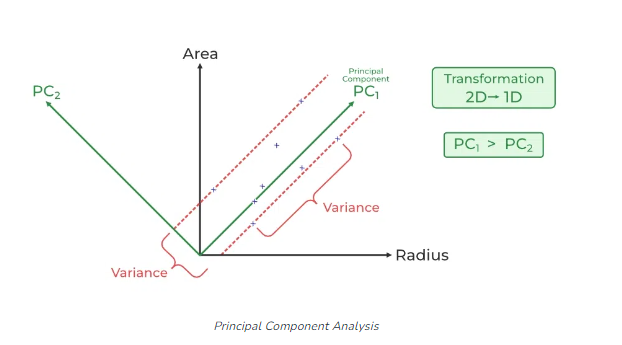 Area
Principal
Component
PC₁
PC₂
Transformation
2D→ 1D
PC₁ > PC₂
Variance
Radius
Variance
Principal Component Analysis